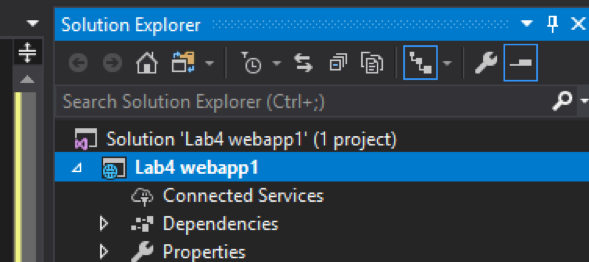 Solution Explorer
Search Solution Explorer (Ctrl+;)
Solution 'Lab4 webapp1' (1 project)
Lab4 webapp1
Connected Services
Dependencies
Properties